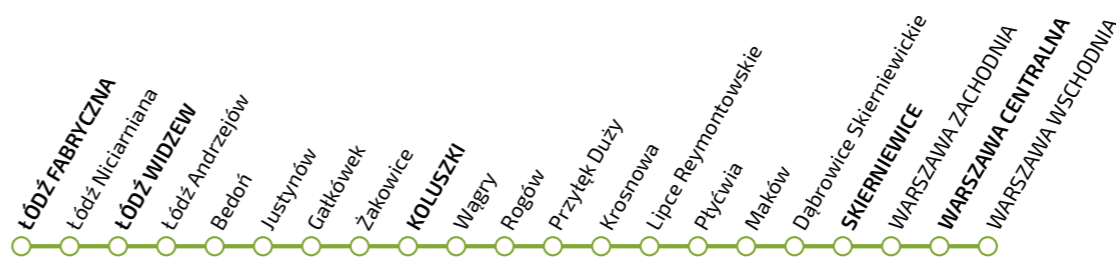 ŁÓDŹ FABRYCZNA
Łódź Niciarniana
ŁÓDŹ WIDZEW
Łódź Andrzejów
Bedoń
Justynów
Gałkówek
Żakowice
KOLUSZKI
Wągry
Rogów
Przyłęk Duży
Krosnowa
Lipce Reymontowskie
Płyćwia
Maków
Dąbrowice Skierniewickie
SKIERNIEWICE
WARSZAWA ZACHODNIA
WARSZAWA CENTRALNA
WARSZAWA WSCHODNIA